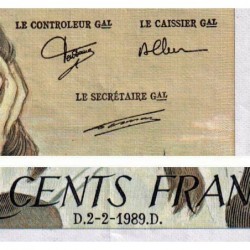 LE CONTROLEUR GAL LE CAISSIER GAL
LE SECRÉTAIRE GAL
CENTS FRAN
D.2-2-1989.D.